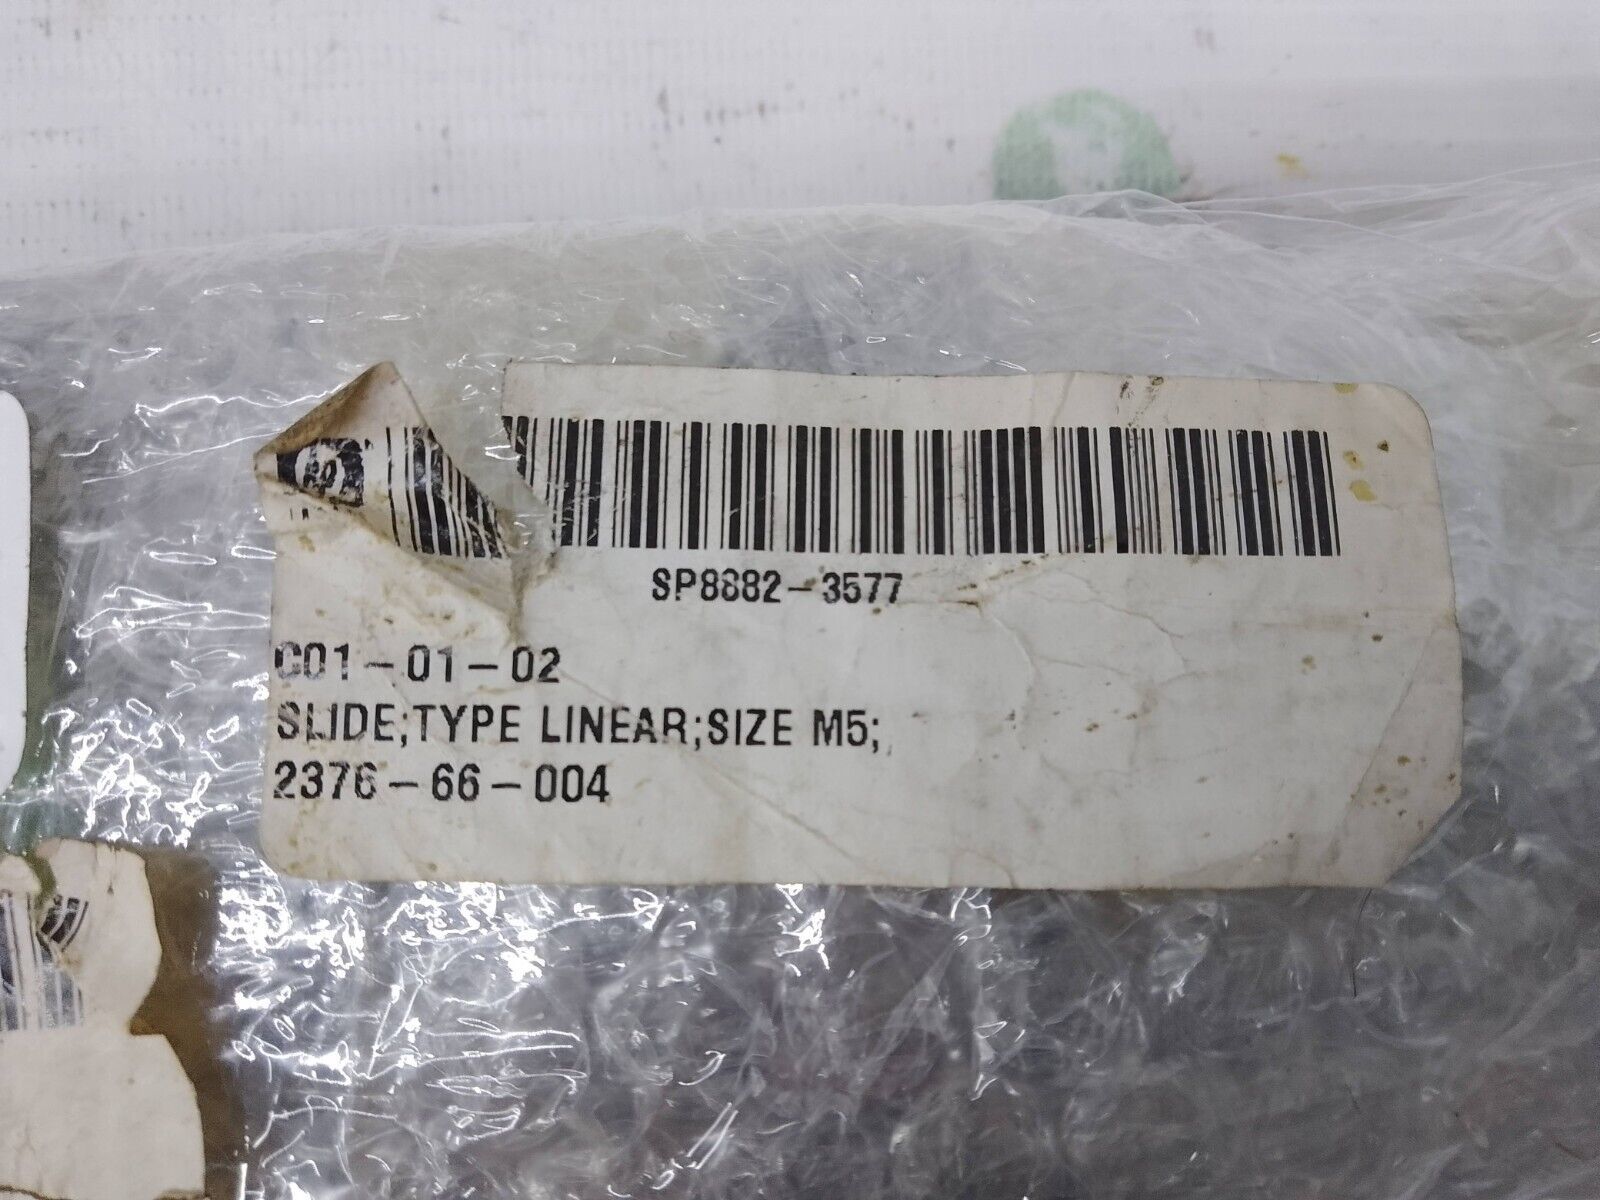 SP8882-3577
C01-01-02
SLIDE;TYPE LINEAR;SIZE M5;
2376-66-004